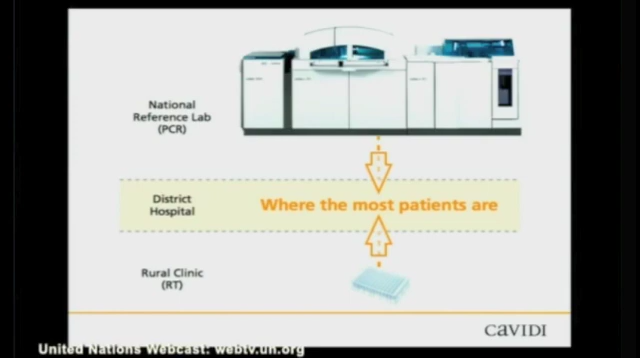 National
Reference Lab
(PCR)
District
Hospital
Where the most patients are
Rural Clinic
(RT)
CAVIDI
United Nations Webcast: webtv.un.org